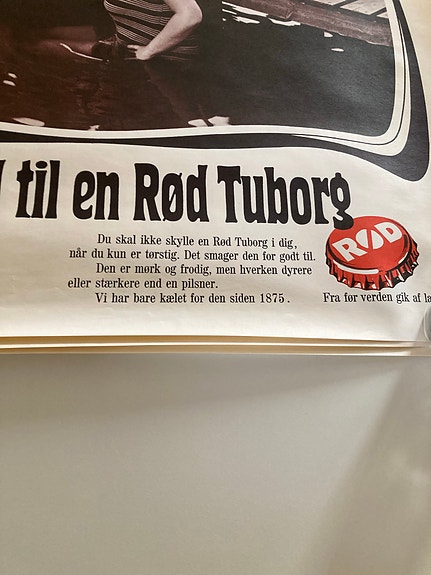 til en Rød Tuborg
Du skal ikke skylle en Rød Tuborg i dig,
når du kun er tørstig. Det smager den for godt til.
Den er mørk og frodig, men hverken dyrere
eller stærkere end en pilsner.
Vi har bare kælet for den siden 1875.
RØD
Fra før verden gik af la